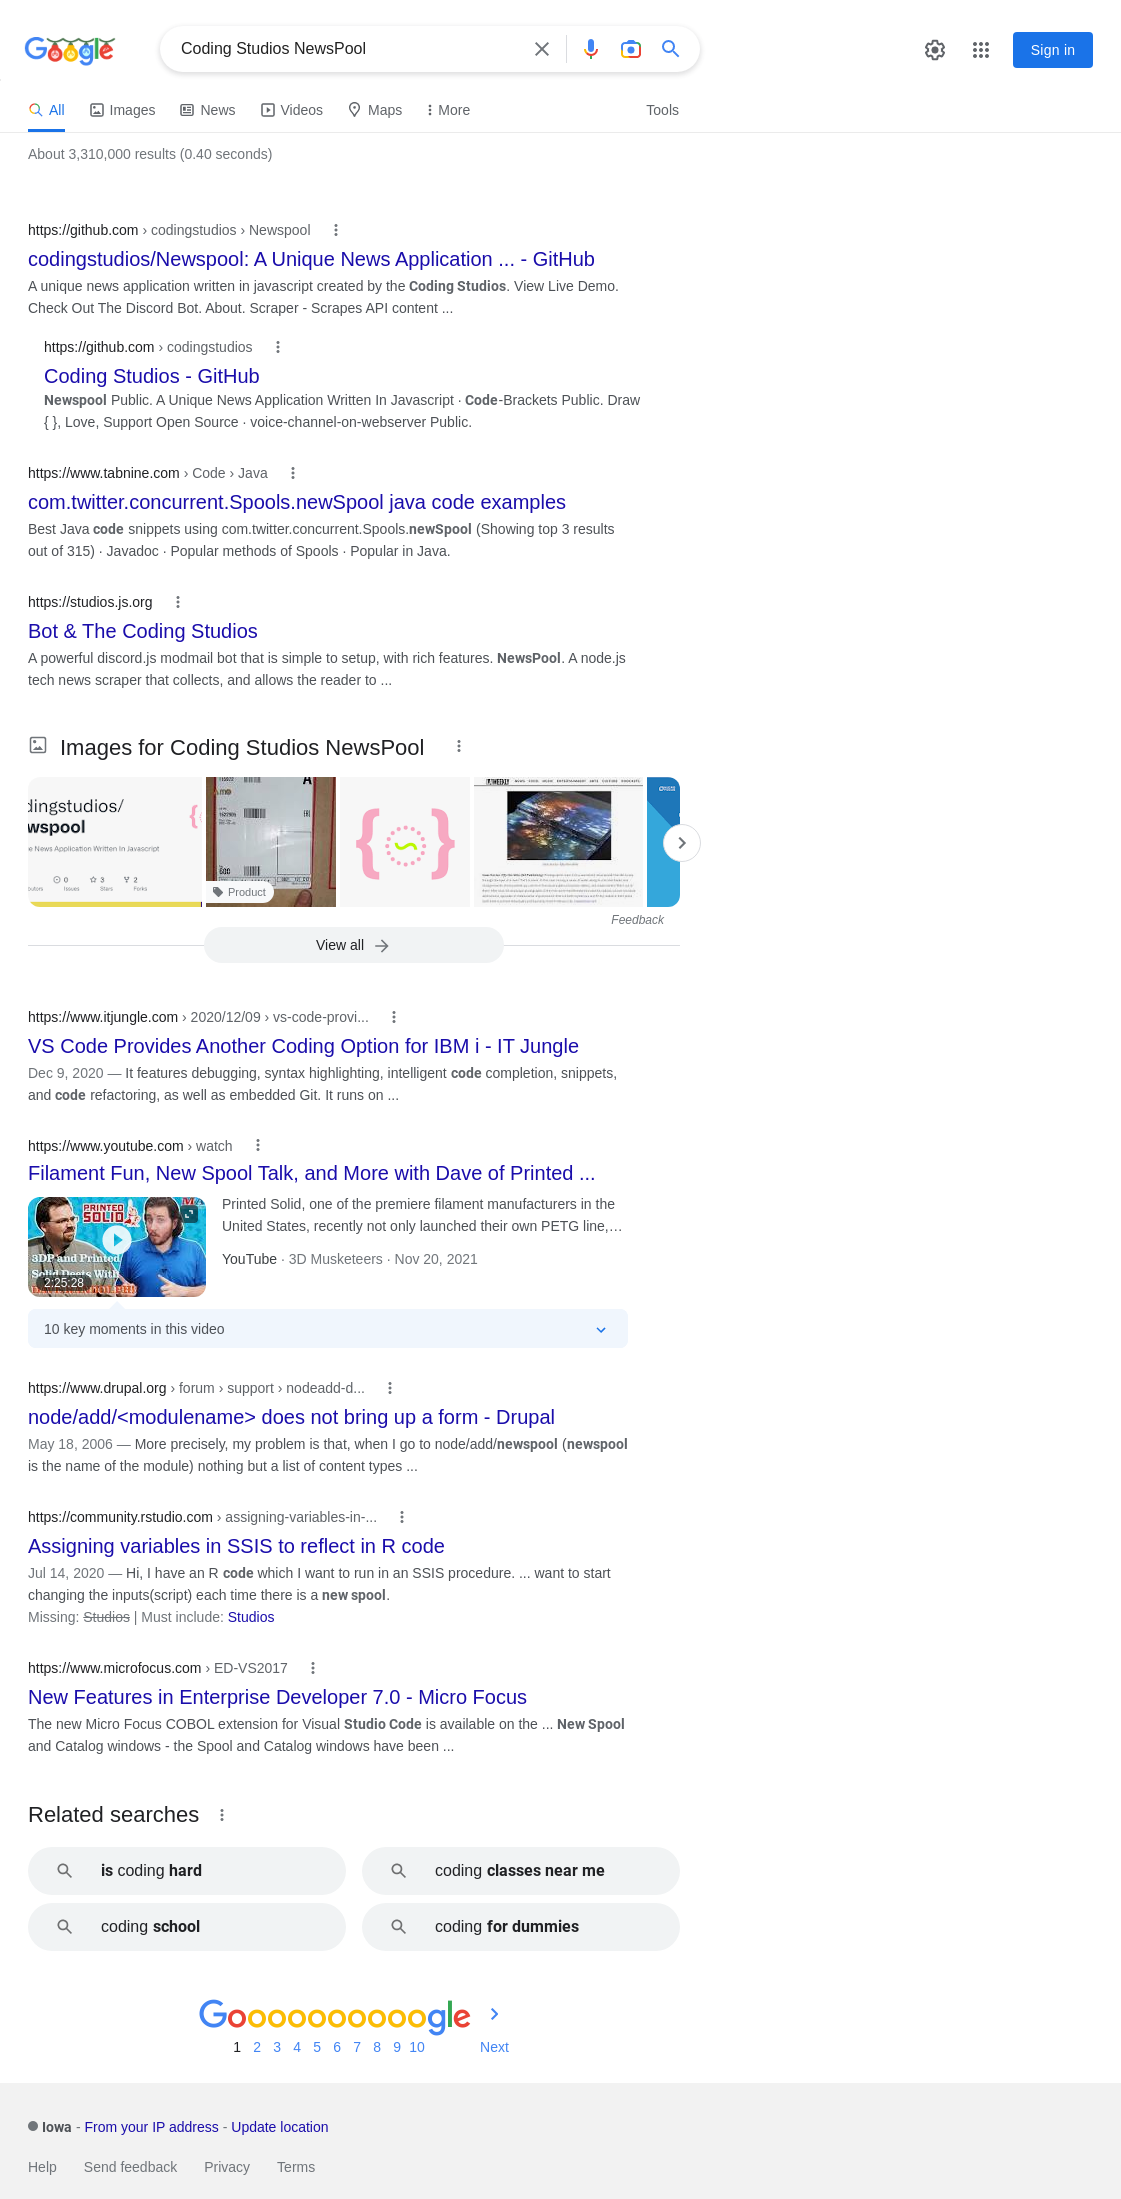 Google
Coding Studios NewsPool
Sign in
All
Images
News
Videos
Maps
More
Tools
About 3,310,000 results (0.40 seconds)
https://github.com › codingstudios › Newspool
codingstudios/Newspool: A Unique News Application ... - GitHub
A unique news application written in javascript created by the Coding Studios. View Live Demo.
Check Out The Discord Bot. About. Scraper - Scrapes API content ...
https://github.com › codingstudios
Coding Studios - GitHub
Newspool Public. A Unique News Application Written In Javascript · Code-Brackets Public. Draw
{ }, Love, Support Open Source · voice-channel-on-webserver Public.
https://www.tabnine.com › Code › Java
com.twitter.concurrent.Spools.newSpool java code examples
Best Java code snippets using com.twitter.concurrent.Spools.newSpool (Showing top 3 results
out of 315) · Javadoc · Popular methods of Spools · Popular in Java.
https://studios.js.org
Bot & The Coding Studios
A powerful discord.js modmail bot that is simple to setup, with rich features. NewsPool. A node.js
tech news scraper that collects, and allows the reader to ...
Images for Coding Studios NewsPool
dingstudios/
wspool
e News Application Written In Javascript
0
3
2
Issues
Stars
Forks
Product
Feedback
View all
https://www.itjungle.com › 2020/12/09 › vs-code-provi...
VS Code Provides Another Coding Option for IBM i - IT Jungle
Dec 9, 2020 — It features debugging, syntax highlighting, intelligent code completion, snippets,
and code refactoring, as well as embedded Git. It runs on ...
https://www.youtube.com › watch
Filament Fun, New Spool Talk, and More with Dave of Printed ...
PRINTED
SOLID
3DP and Printed
Solid Deets With
2:25:28
Printed Solid, one of the premiere filament manufacturers in the
United States, recently not only launched their own PETG line,...
YouTube · 3D Musketeers · Nov 20, 2021
10 key moments in this video
https://www.drupal.org › forum › support › nodeadd-d...
node/add/<modulename> does not bring up a form - Drupal
May 18, 2006 — More precisely, my problem is that, when I go to node/add/newspool (newspool
is the name of the module) nothing but a list of content types ...
https://community.rstudio.com › assigning-variables-in-...
Assigning variables in SSIS to reflect in R code
Jul 14, 2020 — Hi, I have an R code which I want to run in an SSIS procedure. ... want to start
changing the inputs(script) each time there is a new spool.
Missing: Studios | Must include: Studios
https://www.microfocus.com › ED-VS2017
New Features in Enterprise Developer 7.0 - Micro Focus
The new Micro Focus COBOL extension for Visual Studio Code is available on the ... New Spool
and Catalog windows - the Spool and Catalog windows have been ...
Related searches
is coding hard
coding classes near me
coding school
coding for dummies
Goooooooooogle
1 2 3 4 5 6 7 8 9 10 Next
Iowa - From your IP address - Update location
Help Send feedback Privacy Terms